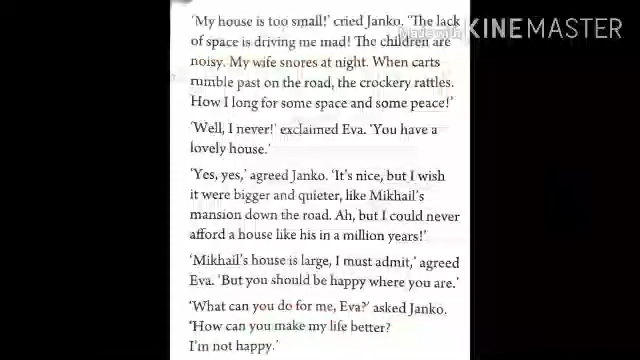 Made with KINEMASTER
'My house is too small!' cried Janko. 'The lack
of space is driving me mad! The children are
noisy. My wife snores at night. When carts
rumble past on the road, the crockery rattles.
How I long for some space and some peace!'
'Well, I never!' exclaimed Eva. 'You have a
lovely house.'
'Yes, yes,' agreed Janko. 'It's nice, but I wish
it were bigger and quieter, like Mikhail's
mansion down the road. Ah, but I could never
afford a house like his in a million years!'
'Mikhail's house is large, I must admit,' agreed
Eva. 'But you should be happy where you are.'
'What can you do for me, Eva?' asked Janko.
'How can you make my life better?
I'm not happy.'